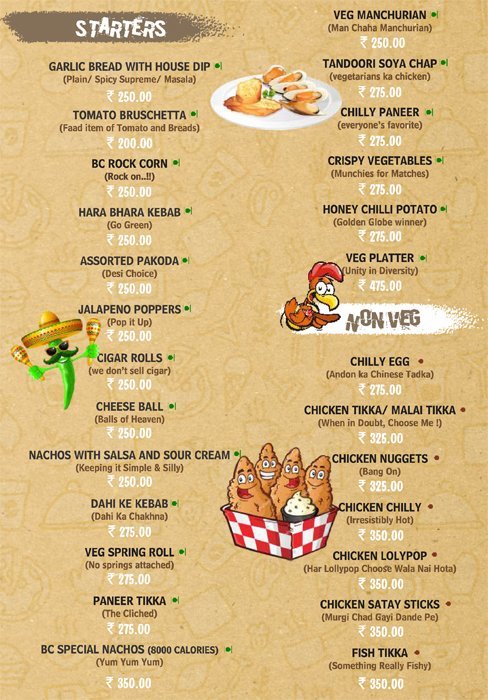 STARTERS
GARLIC BREAD WITH HOUSE DIP
(Plain/ Spicy Supreme/ Masala)
₹ 250.00
TOMATO BRUSCHETTA
(Faad item of Tomato and Breads)
₹ 200.00
BC ROCK CORN
(Rock on..!!)
₹ 250.00
HARA BHARA KEBAB
(Go Green)
₹ 250.00
ASSORTED PAKODA
(Desi Choice)
₹ 250.00
JALAPENO POPPERS
(Pop it Up)
₹ 250.00
CIGAR ROLLS
(we don't sell cigar)
₹ 250.00
CHEESE BALL
(Balls of Heaven)
₹ 250.00
NACHOS WITH SALSA AND SOUR CREAM
(Keeping it Simple & Silly)
₹ 250.00
DAHI KE KEBAB
(Dahi Ka Chakhna)
₹ 275.00
VEG SPRING ROLL
(No springs attached)
₹ 275.00
PANEER TIKKA
(The Cliched)
₹ 275.00
BC SPECIAL NACHOS (8000 CALORIES)
(Yum Yum Yum)
₹ 350.00
VEG MANCHURIAN
(Man Chaha Manchurian)
₹ 250.00
TANDOORI SOYA CHAP
(vegetarians ka chicken)
₹ 275.00
CHILLY PANEER
(everyone's favorite)
₹ 275.00
CRISPY VEGETABLES
(Munchies for Matches)
₹ 275.00
HONEY CHILLI POTATO
(Golden Globe winner)
₹ 275.00
VEG PLATTER
(Unity in Diversity)
₹ 475.00
NON VEG
CHILLY EGG
(Andon ka Chinese Tadka)
₹ 275.00
CHICKEN TIKKA/ MALAI TIKKA
(When in Doubt, Choose Me !)
₹ 325.00
CHICKEN NUGGETS
(Bang On)
₹ 325.00
CHICKEN CHILLY
(Irresistibly Hot)
₹ 350.00
CHICKEN LOLYPOP
(Har Lollypop Choose Wala Nai Hota)
₹ 350.00
CHICKEN SATAY STICKS
(Murgi Chad Gayi Dande Pe)
₹ 350.00
FISH TIKKA
(Something Really Fishy)
₹ 350.00